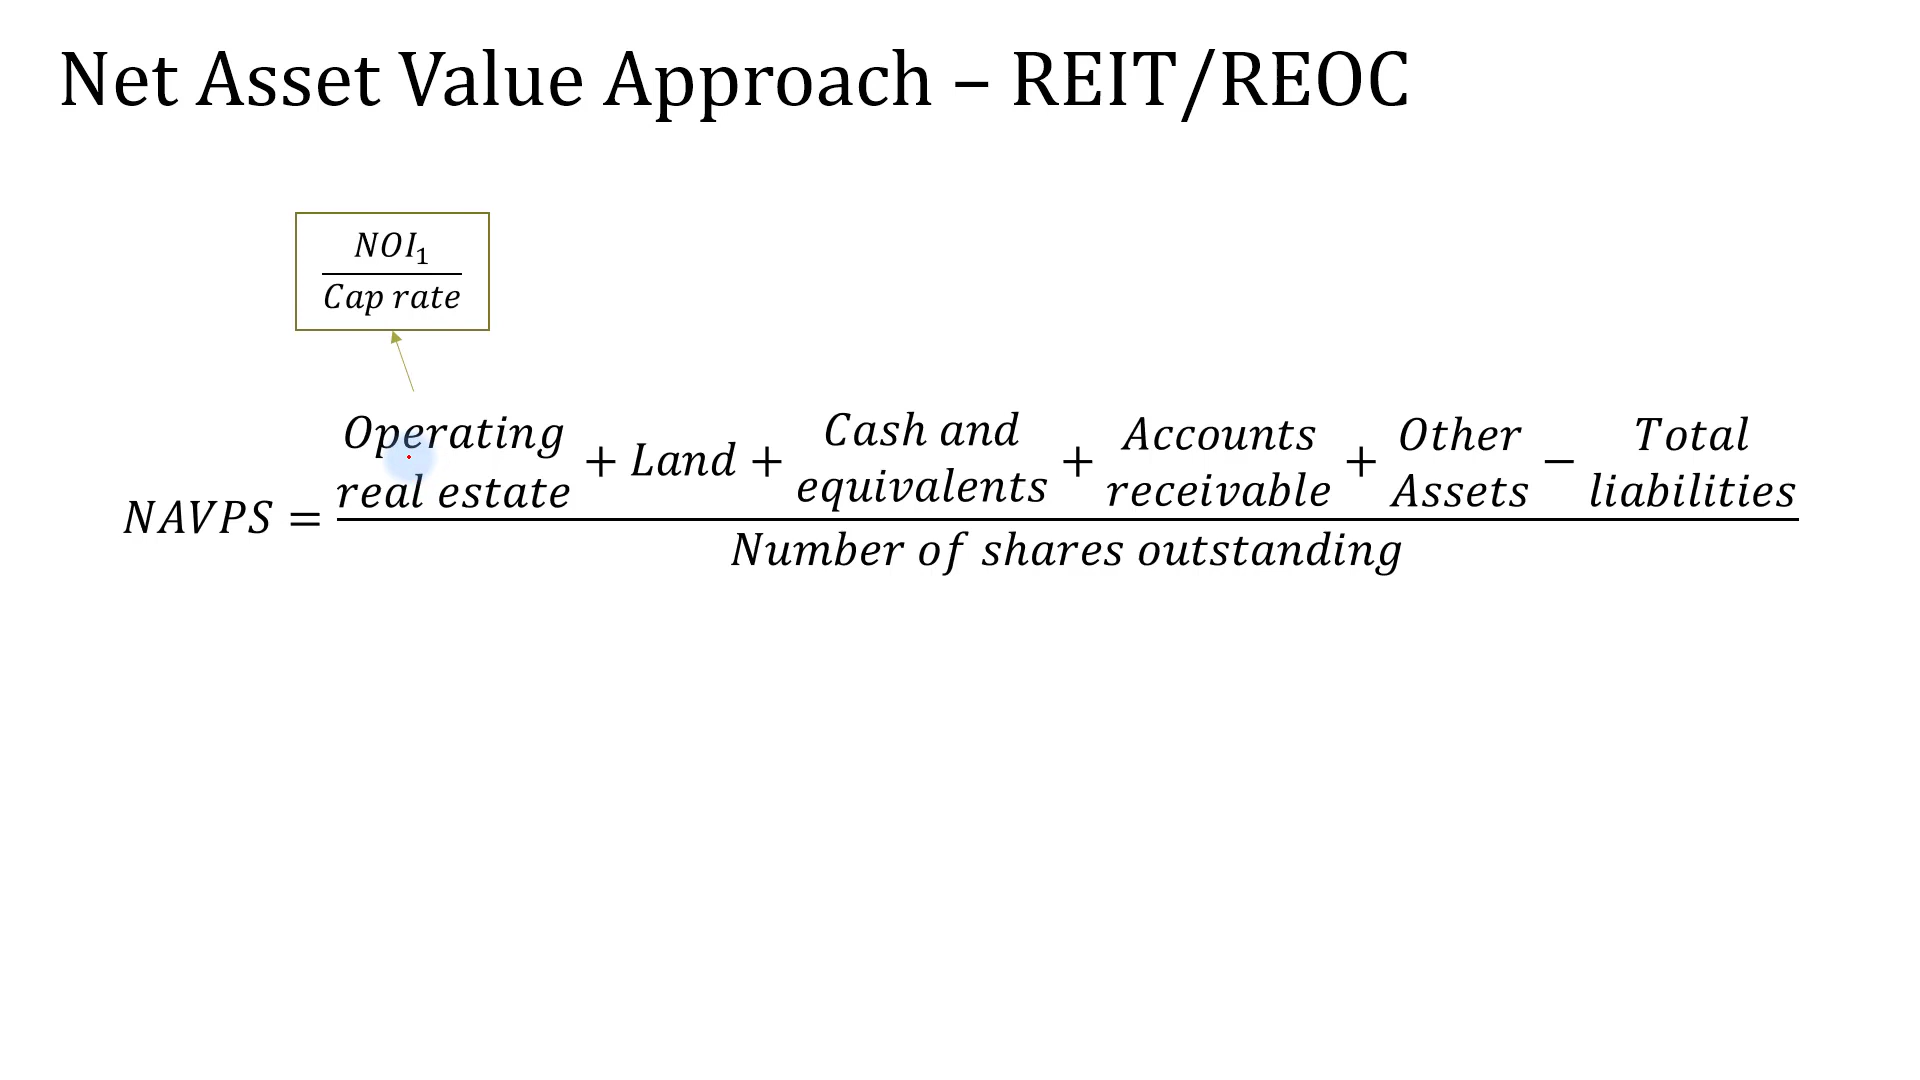 Net Asset Value Approach – REIT/REOC
NOI₁
Cap rate
NAVPS = Operating real estate + Land + Cash and equivalents + Accounts receivable + Other Assets − Total liabilities
Number of shares outstanding